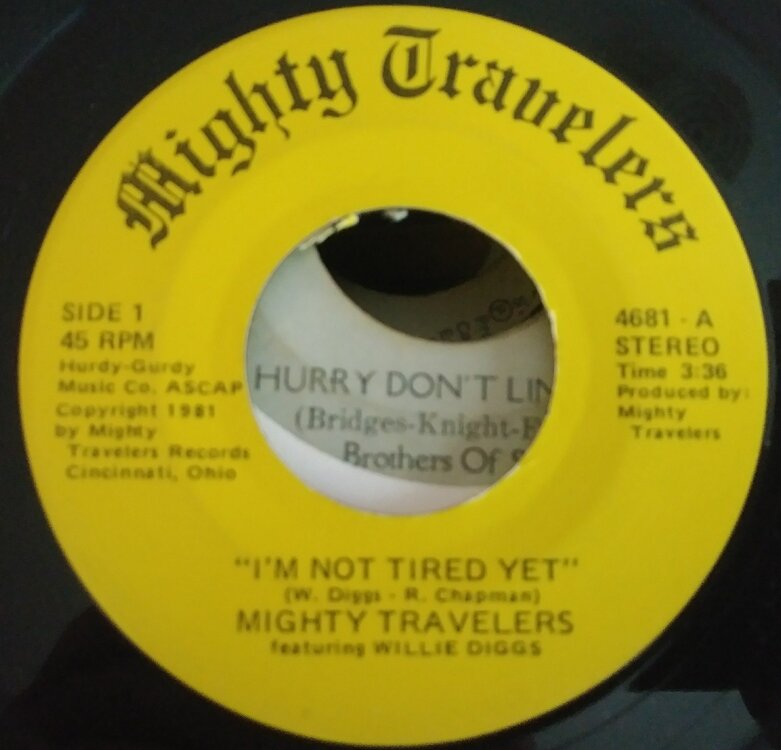 Mighty Travelers
SIDE 1
45 RPM
Hurdy-Gurdy
Music Co. ASCAP
Copyright 1981
by Mighty
Travelers Records
Cincinnati, Ohio
4681 - A
STEREO
Time 3:36
Produced by:
Mighty
Travelers
HURRY DON'T
(Bridges-Knight-
Brothers Of
"I'M NOT TIRED YET"
(W. Diggs - R. Chapman)
MIGHTY TRAVELERS
featuring WILLIE DIGGS